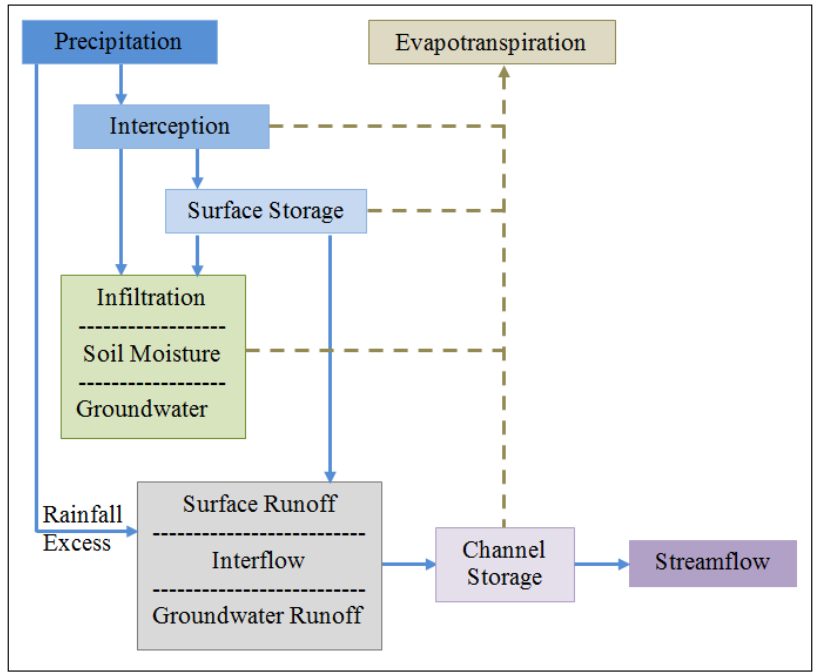 Precipitation
Evapotranspiration
Interception
Surface Storage
Infiltration
Soil Moisture
Groundwater
Rainfall
Excess
Surface Runoff
Interflow
Groundwater Runoff
Channel
Storage
Streamflow